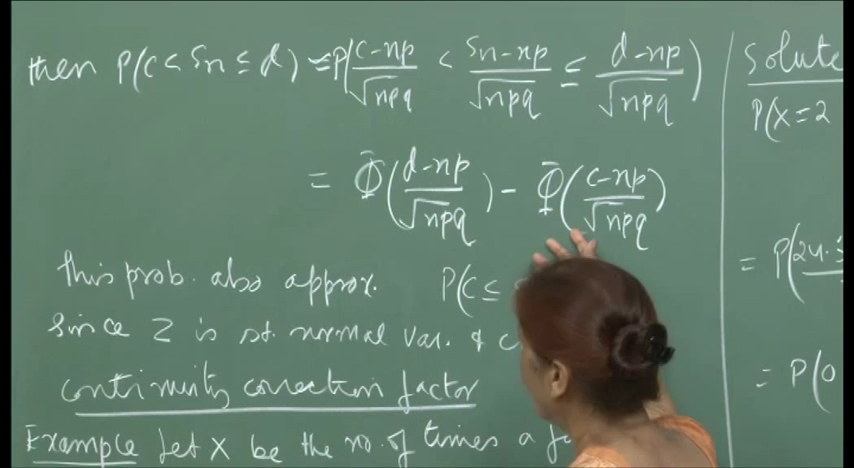 then P(c < Sn ≤ d) = P(c-np/√npq < Sn-np/√npq ≤ d-np/√npq)
= Φ(d-np/√npq) - Φ(c-np/√npq)
this prob. also approx. P(c ≤
Since Z is st. normal var. & c
continuity correction factor
Example Let X be the no. of times a
P(X=2
= P(24.
= P(0